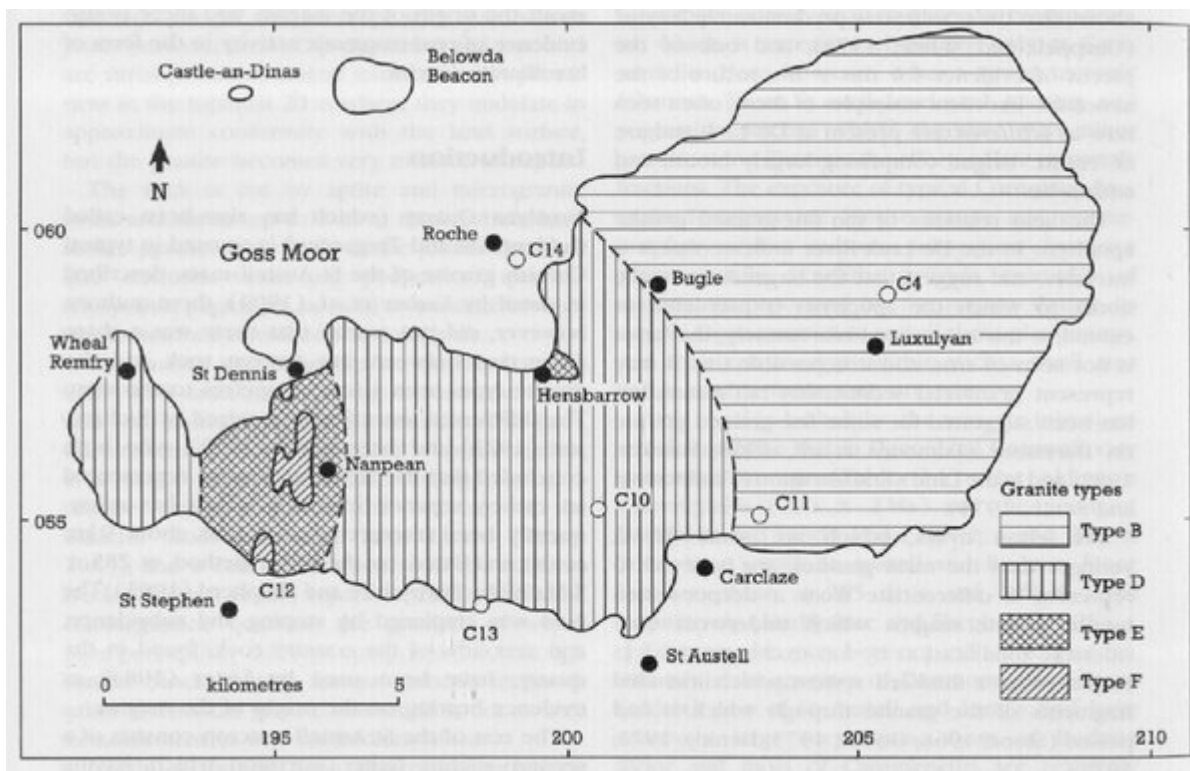 Castle-an-Dinas
Belowda
Beacon
N
060
Roche
C14
Goss Moor
Bugle
C4
Wheal
Remfry
St Dennis
Luxulyan
Hensbarrow
Nanpean
055
C10
C11
Granite types
Type B
Type D
Type E
Type F
C12
Carclaze
St Stephen
C13
St Austell
0
kilometres
5
195
200
205
210